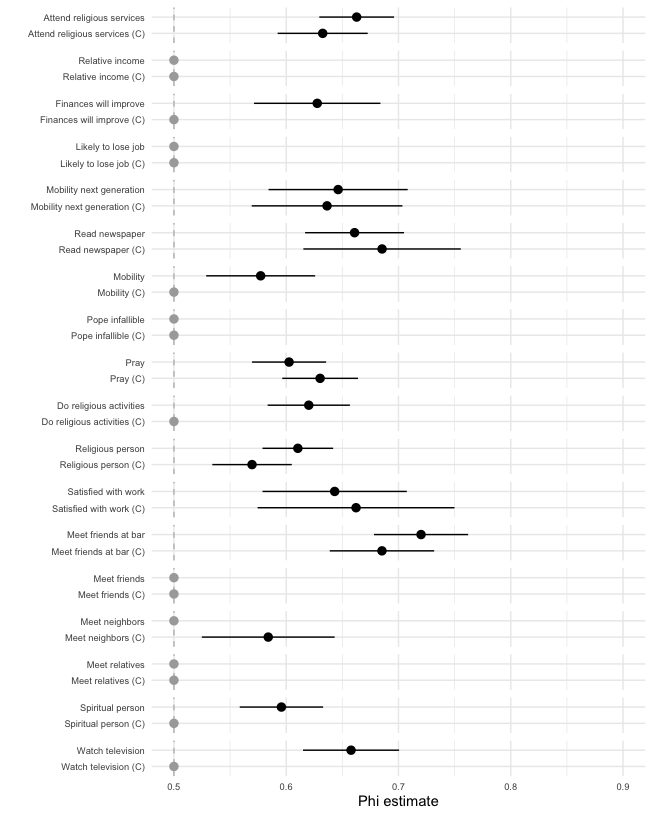 Attend religious services
Attend religious services (C)
Relative income
Relative income (C)
Finances will improve
Finances will improve (C)
Likely to lose job
Likely to lose job (C)
Mobility next generation
Mobility next generation (C)
Read newspaper
Read newspaper (C)
Mobility
Mobility (C)
Pope infallible
Pope infallible (C)
Pray
Pray (C)
Do religious activities
Do religious activities (C)
Religious person
Religious person (C)
Satisfied with work
Satisfied with work (C)
Meet friends at bar
Meet friends at bar (C)
Meet friends
Meet friends (C)
Meet neighbors
Meet neighbors (C)
Meet relatives
Meet relatives (C)
Spiritual person
Spiritual person (C)
Watch television
Watch television (C)
0.5 0.6 0.7 0.8 0.9
Phi estimate